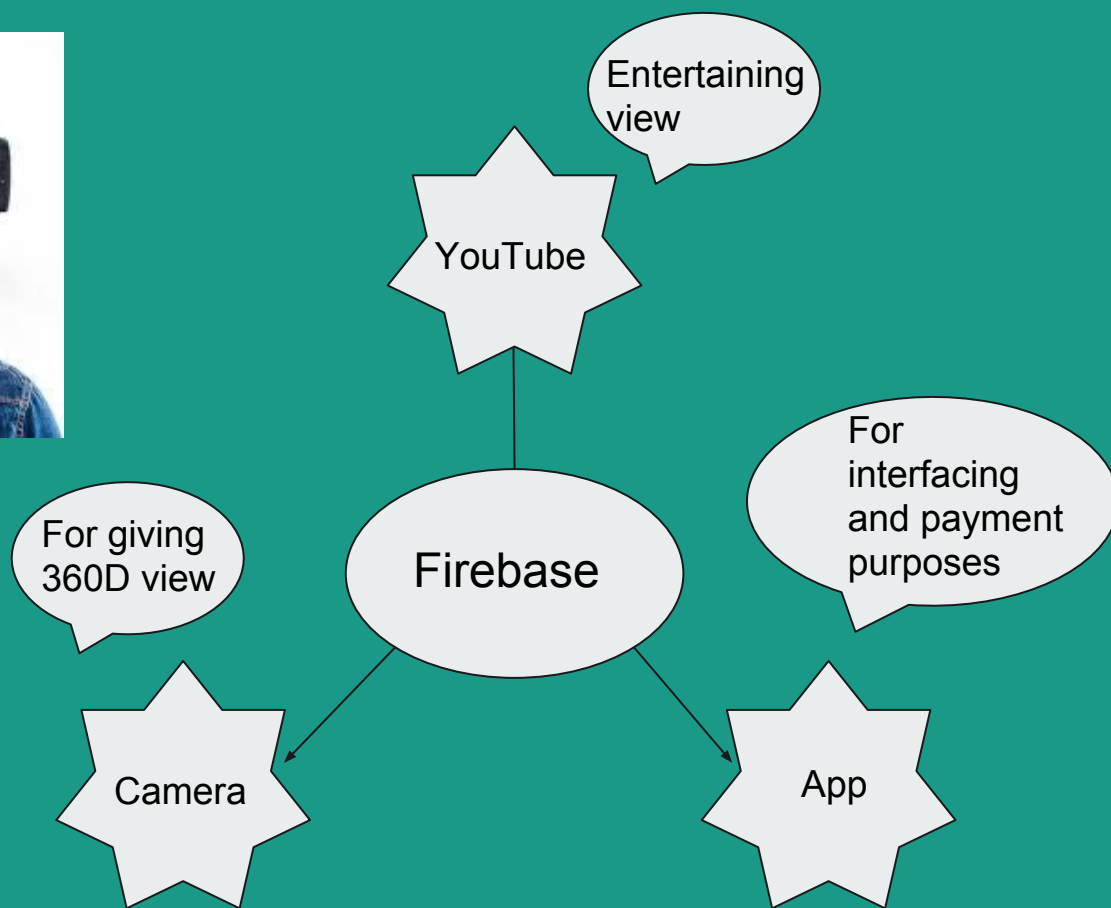 Entertaining
view
YouTube
For
interfacing
and payment
purposes
For giving
360D view
Firebase
Camera
App